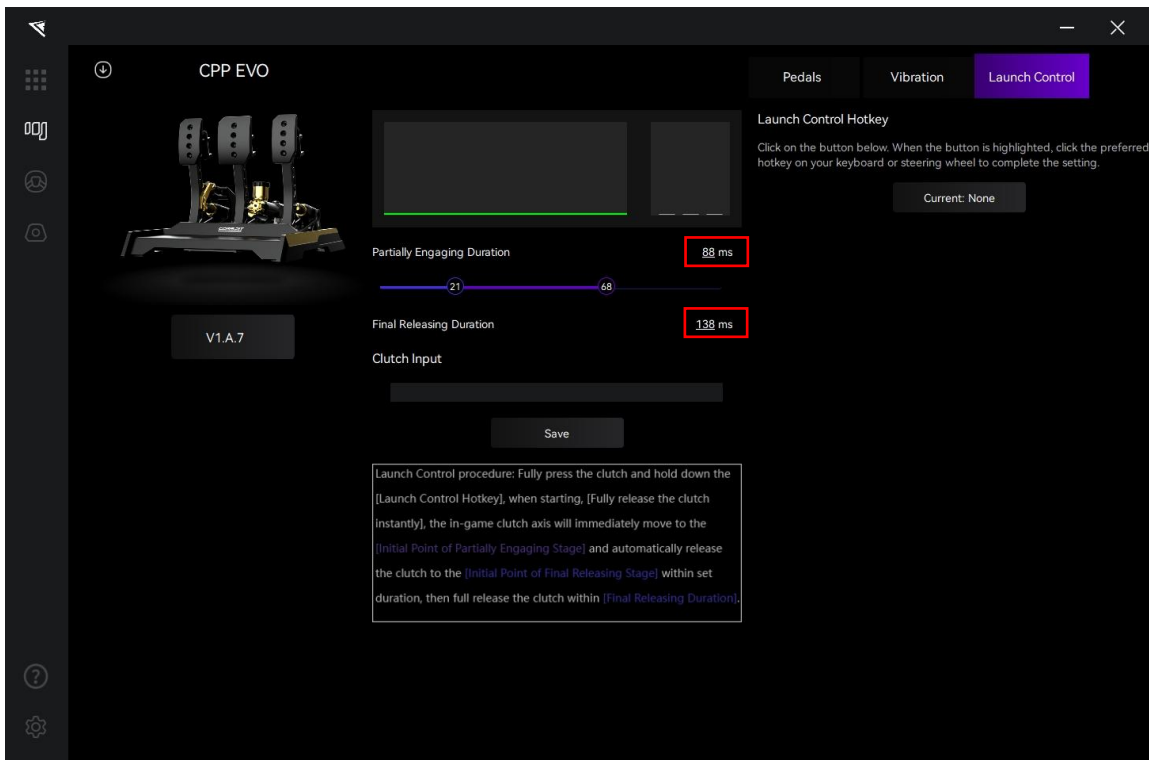 CPP EVO
Pedals
Vibration
Launch Control
Launch Control Hotkey
Click on the button below. When the button is highlighted, click the preferred
hotkey on your keyboard or steering wheel to complete the setting.
Current: None
Partially Engaging Duration
88 ms
21
68
Final Releasing Duration
138 ms
V1.A.7
Clutch Input
Save
Launch Control procedure: Fully press the clutch and hold down the
[Launch Control Hotkey], when starting, [Fully release the clutch
instantly], the in-game clutch axis will immediately move to the
[Initial Point of Partially Engaging Stage] and automatically release
the clutch to the [Initial Point of Final Releasing Stage] within set
duration, then full release the clutch within [Final Releasing Duration].